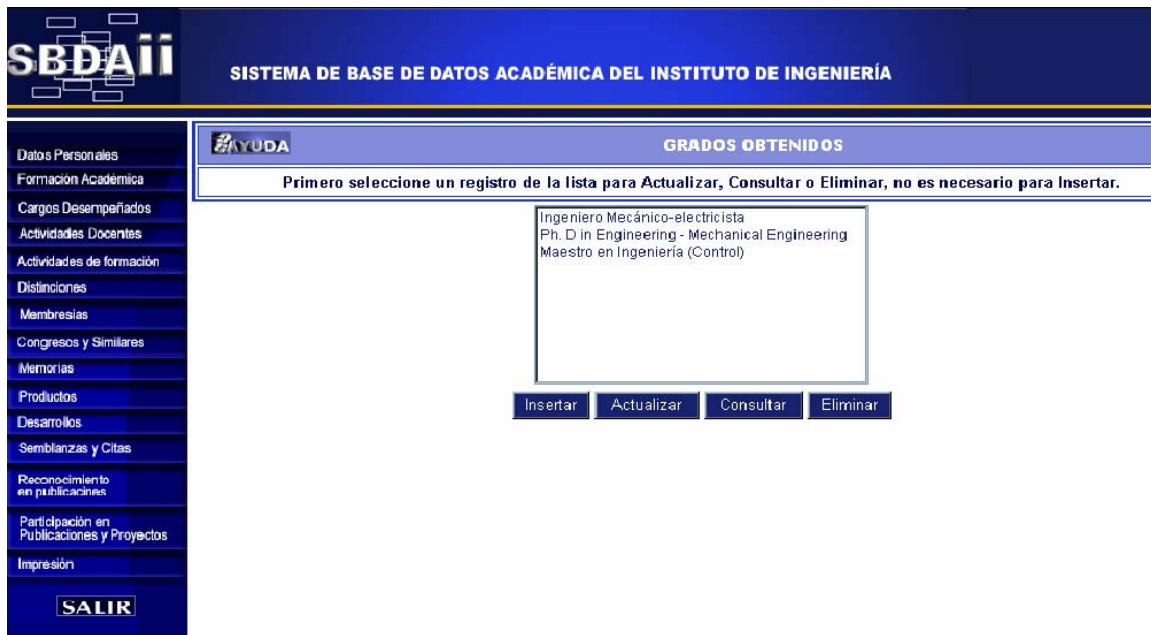 SBDAii
SISTEMA DE BASE DE DATOS ACADÉMICA DEL INSTITUTO DE INGENIERÍA
Datos Personales
Formación Académica
Cargos Desempeñados
Actividades Docentes
Actividades de formación
Distinciones
Membresias
Congresos y Similares
Memorias
Productos
Desarrollos
Semblanzas y Citas
Reconocimiento
en publicacines
Participación en
Publicaciones y Proyectos
Impresión
SALIR
AYUDA
GRADOS OBTENIDOS
Primero seleccione un registro de la lista para Actualizar, Consultar o Eliminar, no es necesario para Insertar.
Ingeniero Mecánico-electricista
Ph. D in Engineering - Mechanical Engineering
Maestro en Ingeniería (Control)
Insertar Actualizar Consultar Eliminar